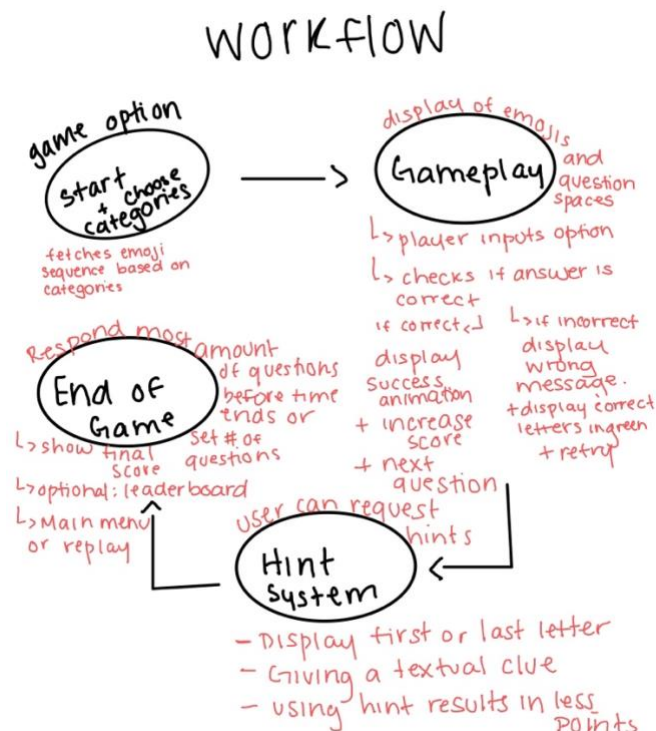 WORKFLOW
game option
start
+ choose
categories
fetches emoji
sequence based on
categories
display of emojis
and
question
spaces
Gameplay
↳ player inputs option
↳ checks if answer is
correct
if correct ↲
display
success
animation
+ increase
score
+ next
question
↳ if incorrect
display
wrong
message.
+ display correct
letters in green
+ retry
user can request
hints
Hint
system
- Display first or last letter
- Giving a textual clue
- using hint results in less
points
Respond most amount
of questions
before time
ends or
set # of
questions
End of
Game
↳ show final
score
↳ optional: leaderboard
↳ Main menu
or replay